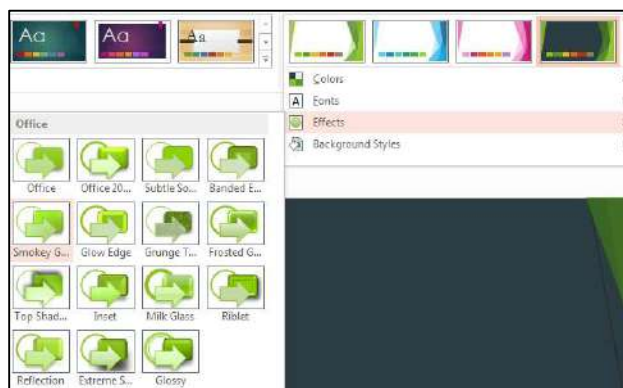 Aa
Aa
Aa
Colors
Fonts
Effects
Background Styles
Office
Office
Office 20...
Subtle So...
Banded E...
Smokey G...
Glow Edge
Grunge T...
Frosted G...
Top Shad...
Inset
Milk Glass
Riblet
Reflection
Extreme S...
Glossy